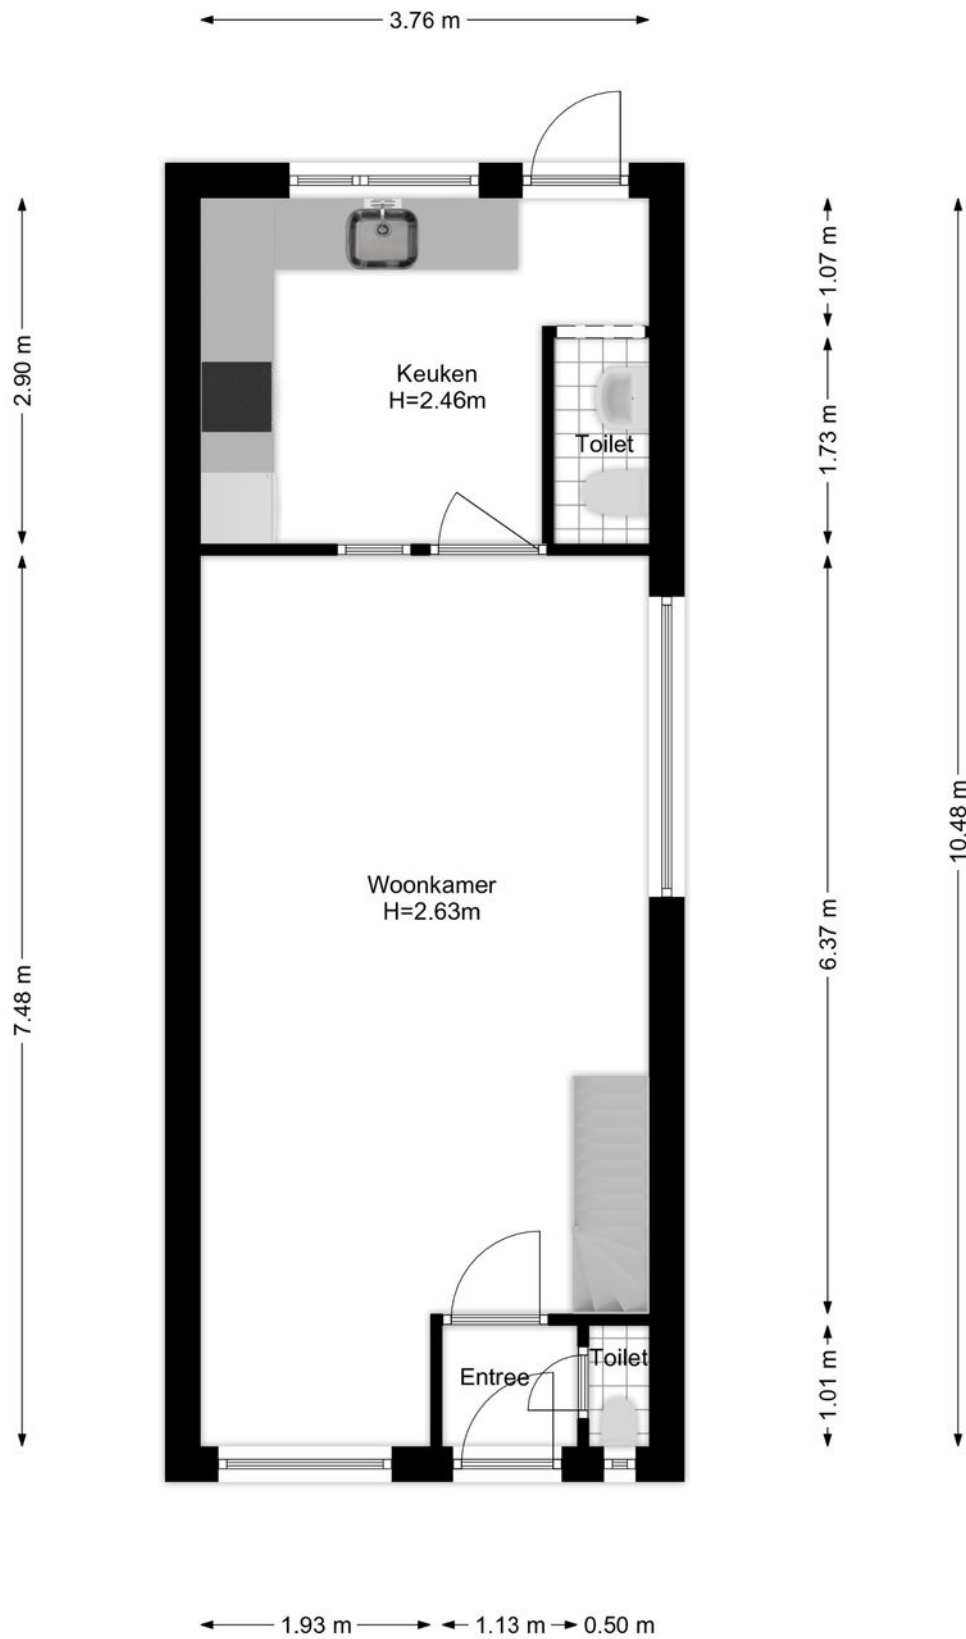 3.76 m
2.90 m
1.07 m
Keuken
H=2.46m
1.73 m
Toilet
10.48 m
Woonkamer
H=2.63m
6.37 m
7.48 m
Toilet
Entree
1.01 m
1.93 m
1.13 m
0.50 m